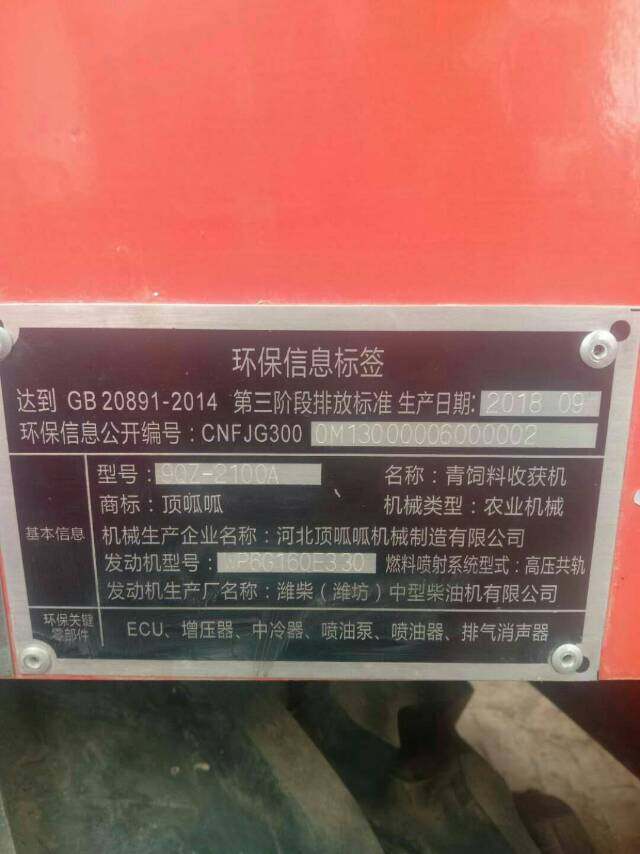 环保信息标签
达到 GB 20891-2014 第三阶段排放标准 生产日期: 2018 09
环保信息公开编号：CNFJG300 0M13000006000002
型号：9QZ-2100A 名称：青饲料收获机
商标：顶呱呱 机械类型：农业机械
基本信息
机械生产企业名称：河北顶呱呱机械制造有限公司
发动机型号：WP6G160E330 燃料喷射系统型式：高压共轨
发动机生产厂名称：潍柴（潍坊）中型柴油机有限公司
环保关键零部件
ECU、增压器、中冷器、喷油泵、喷油器、排气消声器